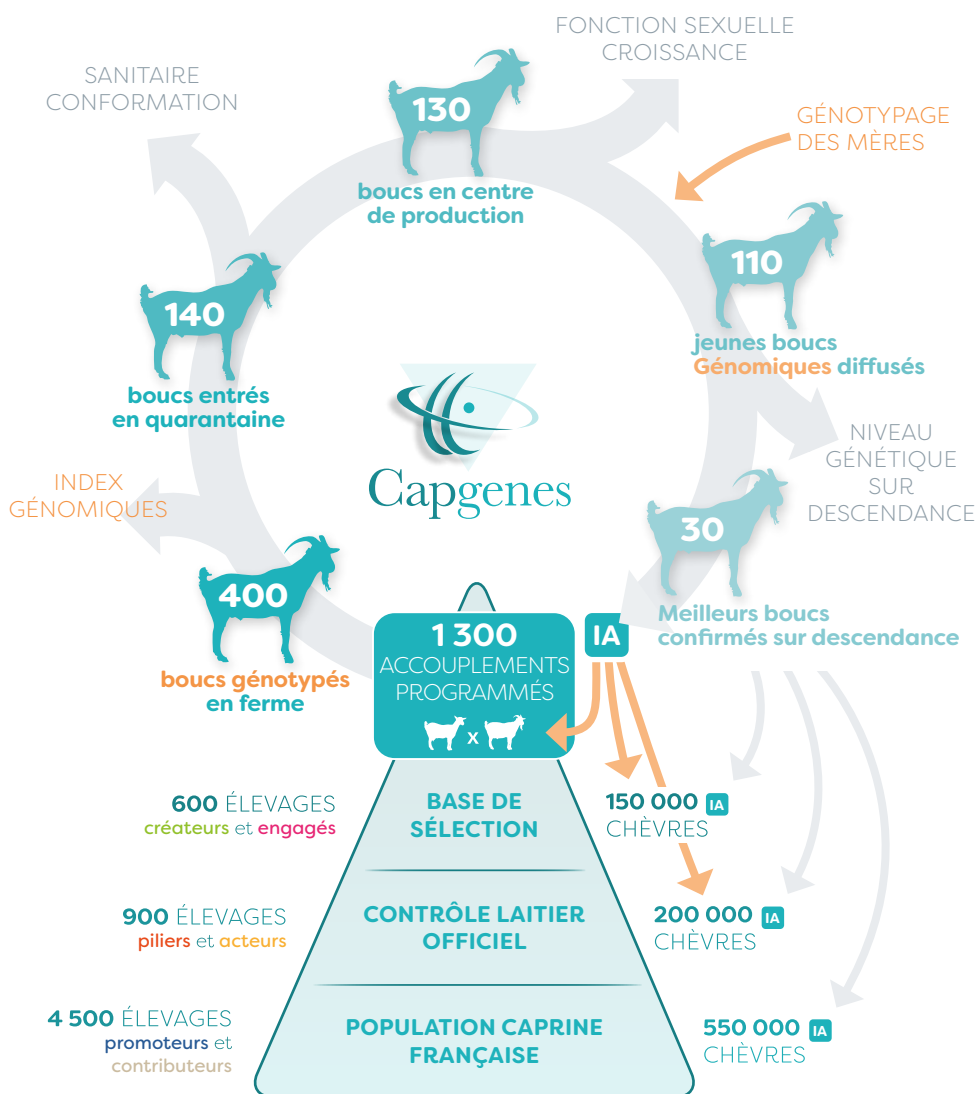 FONCTION SEXUELLE
CROISSANCE
SANITAIRE
CONFORMATION
130
boucs en centre
de production
GÉNOTYPAGE
DES MÈRES
110
jeunes boucs
Génomiques diffusés
140
boucs entrés
en quarantaine
Capgenes
NIVEAU
GÉNÉTIQUE
SUR
DESCENDANCE
INDEX
GÉNOMIQUES
30
Meilleurs boucs
confirmés sur descendance
400
boucs génotypés
en ferme
1 300
ACCOUPLEMENTS
PROGRAMMÉS
x
IA
600 ÉLEVAGES
créateurs et engagés
BASE DE
SÉLECTION
150 000 IA
CHÈVRES
900 ÉLEVAGES
piliers et acteurs
CONTRÔLE LAITIER
OFFICIEL
200 000 IA
CHÈVRES
4 500 ÉLEVAGES
promoteurs et
contributeurs
POPULATION CAPRINE
FRANÇAISE
550 000 IA
CHÈVRES